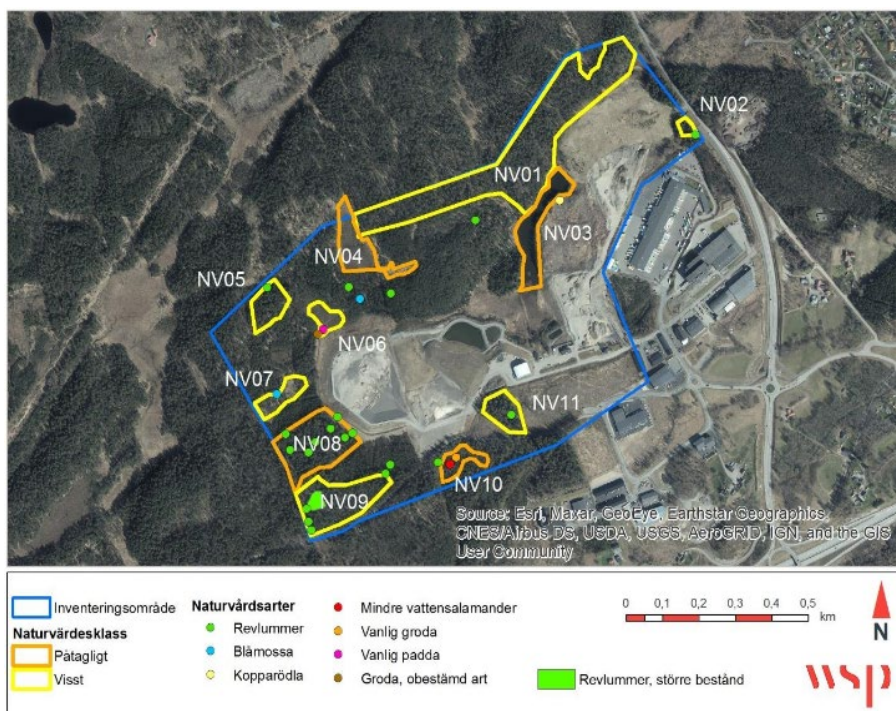 NV02
NV01
NV03
NV04
NV05
NV06
NV07
NV11
NV08
NV10
NV09
Source: Esri, Maxar, GeoEye, Earthstar Geographics,
CNES/Airbus DS, USDA, USGS, AeroGRID, IGN, and the GIS
User Community
Inventeringsområde
Naturvärdesklass
Påtagligt
Visst
Naturvårdsarter
Revlummer
Blåmossa
Kopparödla
Mindre vattensalamander
Vanlig groda
Vanlig padda
Groda, obestämd art
0 0,1 0,2 0,3 0,4 0,5
km
Revlummer, större bestånd
N
wsp